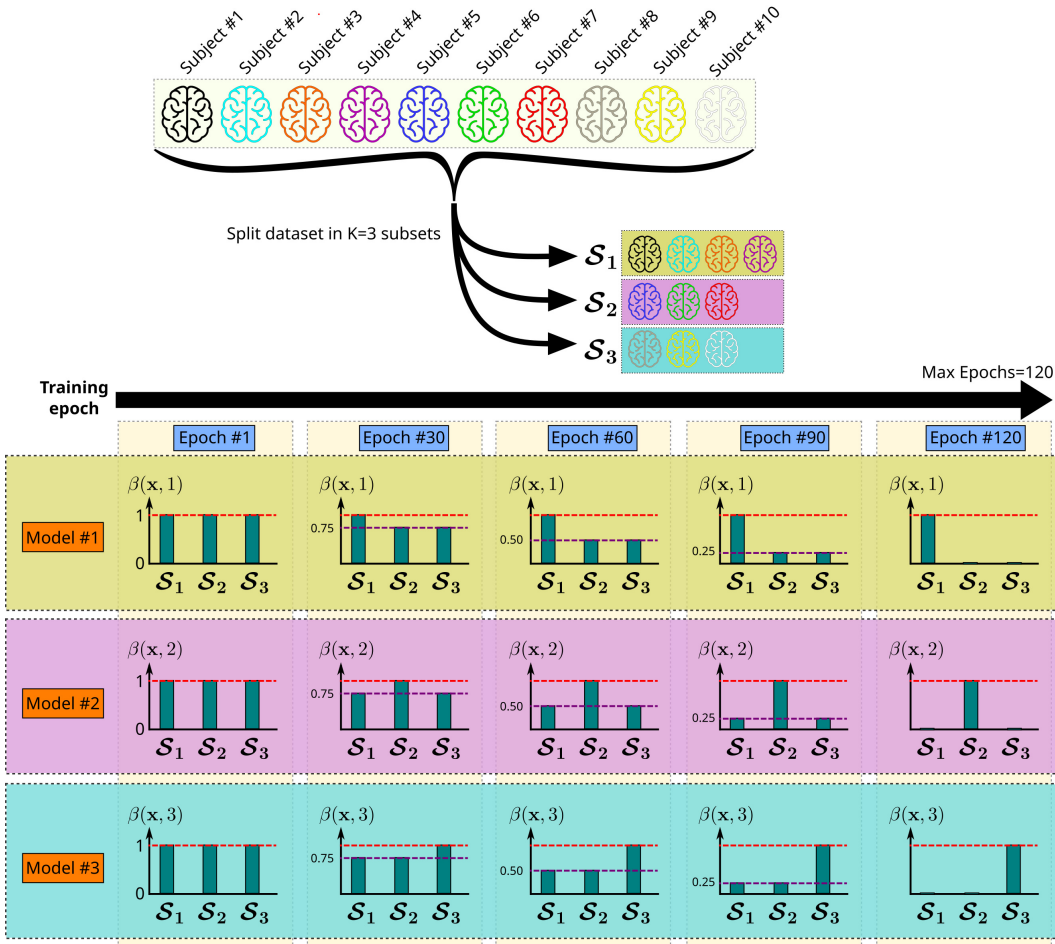 Subject #1
Subject #2
Subject #3
Subject #4
Subject #5
Subject #6
Subject #7
Subject #8
Subject #9
Subject #10
Split dataset in K=3 subsets
S₁
S₂
S₃
Max Epochs=120
Training
epoch
Epoch #1 Epoch #30 Epoch #60 Epoch #90 Epoch #120
Model #1
β(x, 1) β(x, 1) β(x, 1) β(x, 1) β(x, 1)
1 0.75 0.50 0.25
0
S₁ S₂ S₃ S₁ S₂ S₃ S₁ S₂ S₃ S₁ S₂ S₃ S₁ S₂ S₃
Model #2
β(x, 2) β(x, 2) β(x, 2) β(x, 2) β(x, 2)
1 0.75 0.50 0.25
0
S₁ S₂ S₃ S₁ S₂ S₃ S₁ S₂ S₃ S₁ S₂ S₃ S₁ S₂ S₃
Model #3
β(x, 3) β(x, 3) β(x, 3) β(x, 3) β(x, 3)
1 0.75 0.50 0.25
0
S₁ S₂ S₃ S₁ S₂ S₃ S₁ S₂ S₃ S₁ S₂ S₃ S₁ S₂ S₃